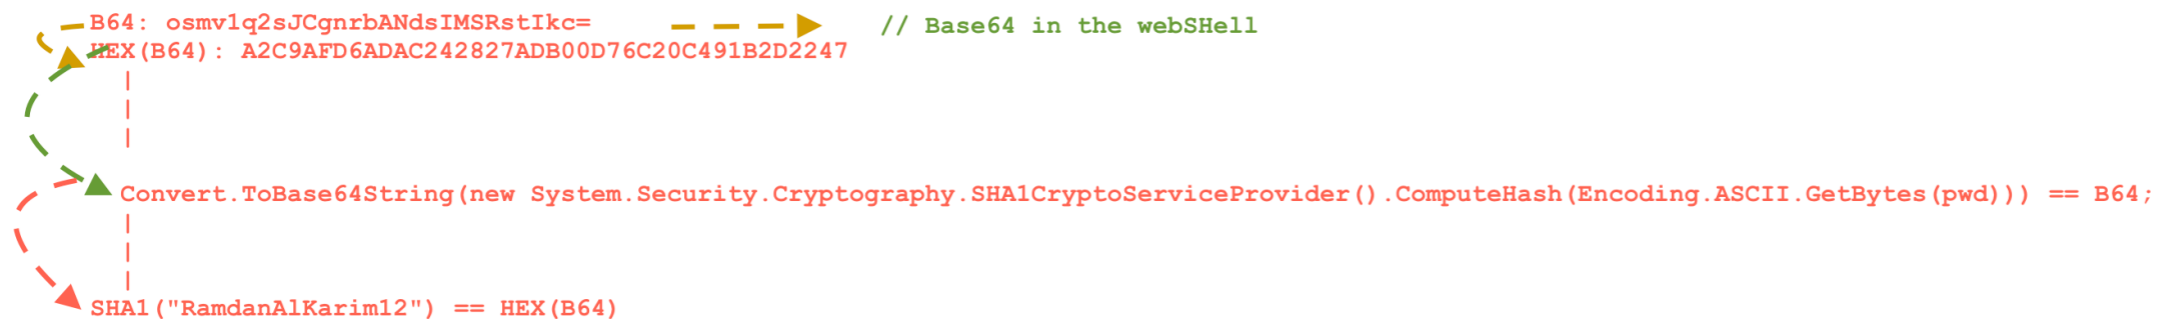 B64: osmv1q2sJCgnrbANdsIMSRstIkc= // Base64 in the webSHell
HEX(B64): A2C9AFD6ADAC242827ADB00D76C20C491B2D2247
|
|
|
Convert.ToBase64String(new System.Security.Cryptography.SHA1CryptoServiceProvider().ComputeHash(Encoding.ASCII.GetBytes(pwd))) == B64;
|
|
|
SHA1("RamdanAlKarim12") == HEX(B64)